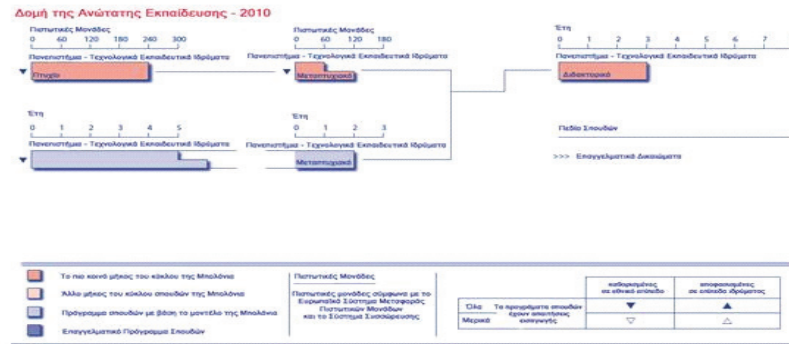 Δομή της Ανώτατης Εκπαίδευσης - 2010
Πιστωτικές Μονάδες
0 60 120 180 240 300
Πανεπιστήμια - Τεχνολογικά Εκπαιδευτικά Ιδρύματα
Πτυχίο
Πιστωτικές Μονάδες
0 60 120 180
Πανεπιστήμια - Τεχνολογικά Εκπαιδευτικά Ιδρύματα
Μεταπτυχιακό
Έτη
0 1 2 3 4 5 6 7
Πανεπιστήμια - Τεχνολογικά Εκπαιδευτικά Ιδρύματα
Διδακτορικό
Έτη
0 1 2 3 4 5
Πανεπιστήμια - Τεχνολογικά Εκπαιδευτικά Ιδρύματα
Έτη
0 1 2 3
Πανεπιστήμια - Τεχνολογικά Εκπαιδευτικά Ιδρύματα
Μεταπτυχιακό
Πεδίο Σπουδών
>>> Επαγγελματικά Δικαιώματα
Το πιο κοινό μήκος του κύκλου της Μπολόνια
Άλλο μήκος του κύκλου σπουδών της Μπολόνια
Πρόγραμμα σπουδών με βάση το μοντέλο της Μπολόνια
Επαγγελματικό Πρόγραμμα Σπουδών
Πιστωτικές Μονάδες
Πιστωτικές μονάδες σύμφωνα με το
Ευρωπαϊκό Σύστημα Μεταφοράς
Πιστωτικών Μονάδων
και το Σύστημα Συσσώρευσης
καθορισμένος
σε εθνικό επίπεδο
αποφασισμένος
σε επίπεδο ιδρύματος
Όλα
Μερικά
Τα προγράματα σπουδών
έχουν απαιτήσεις
εισαγωγής